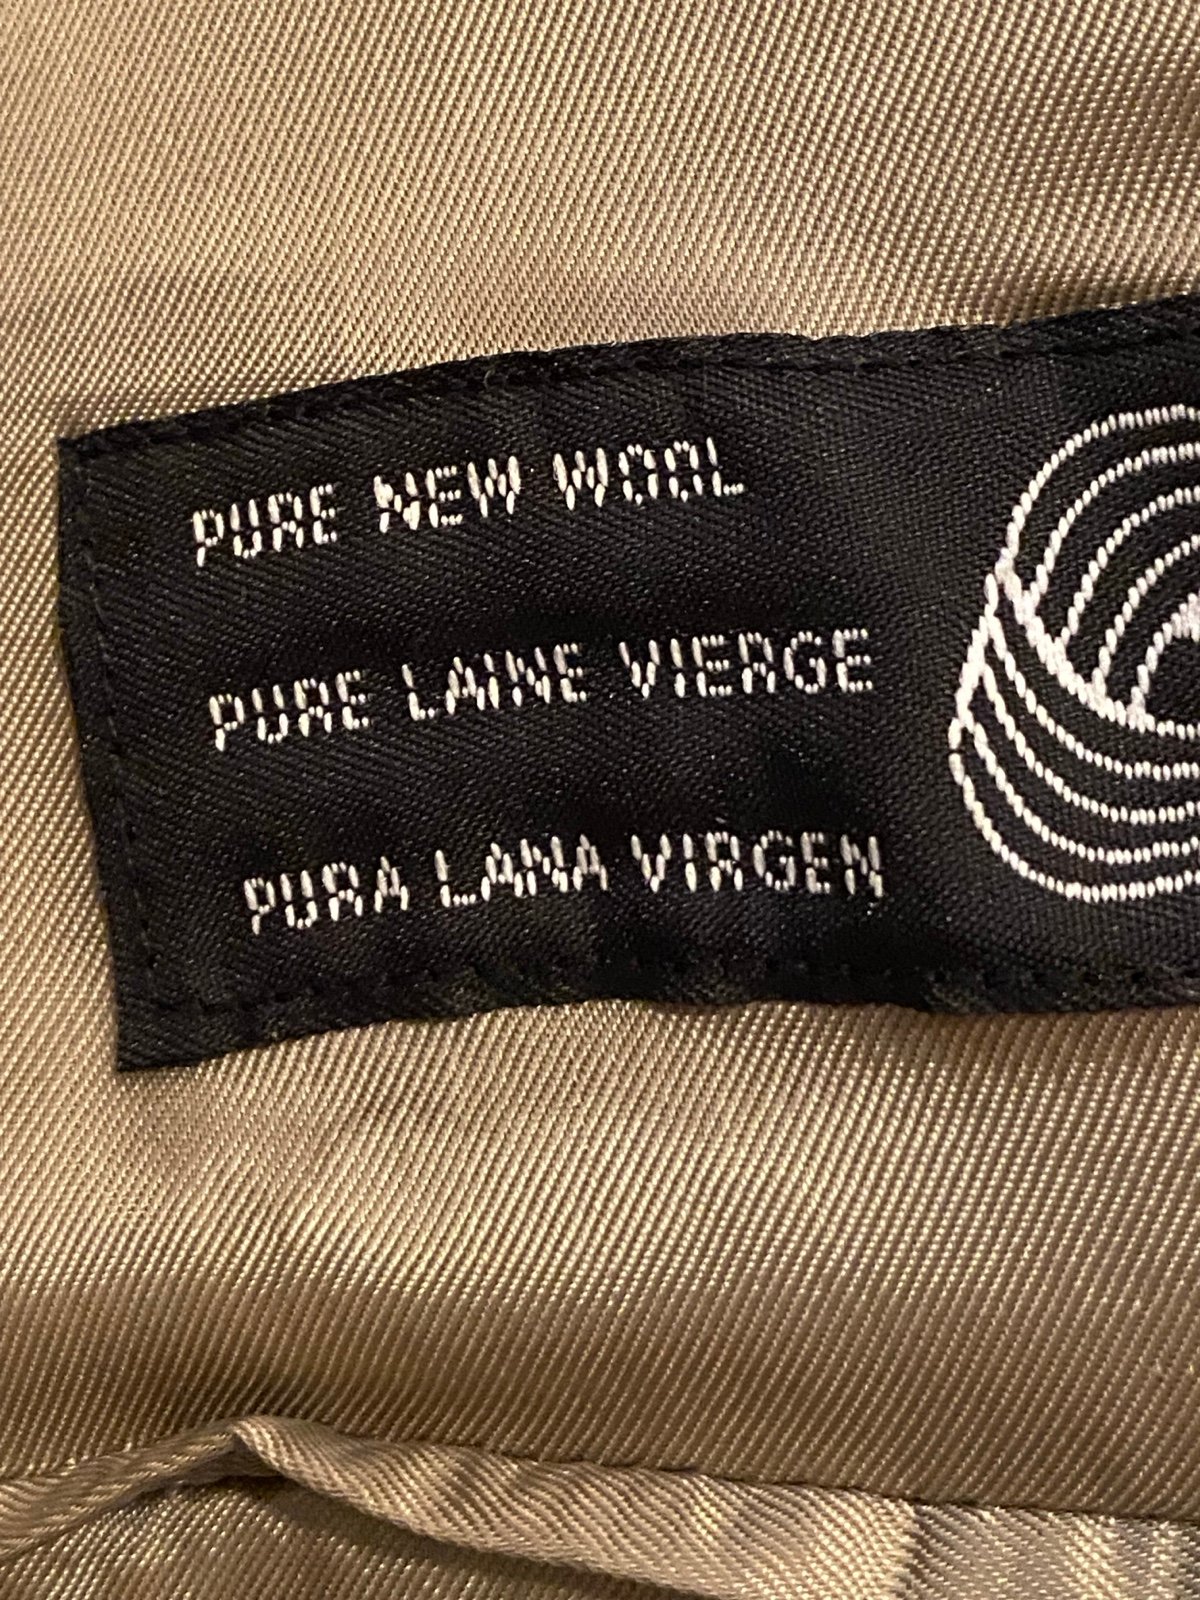 PURE NEW WOOL
PURE LAINE VIERGE
PURA LANA VIRGEN